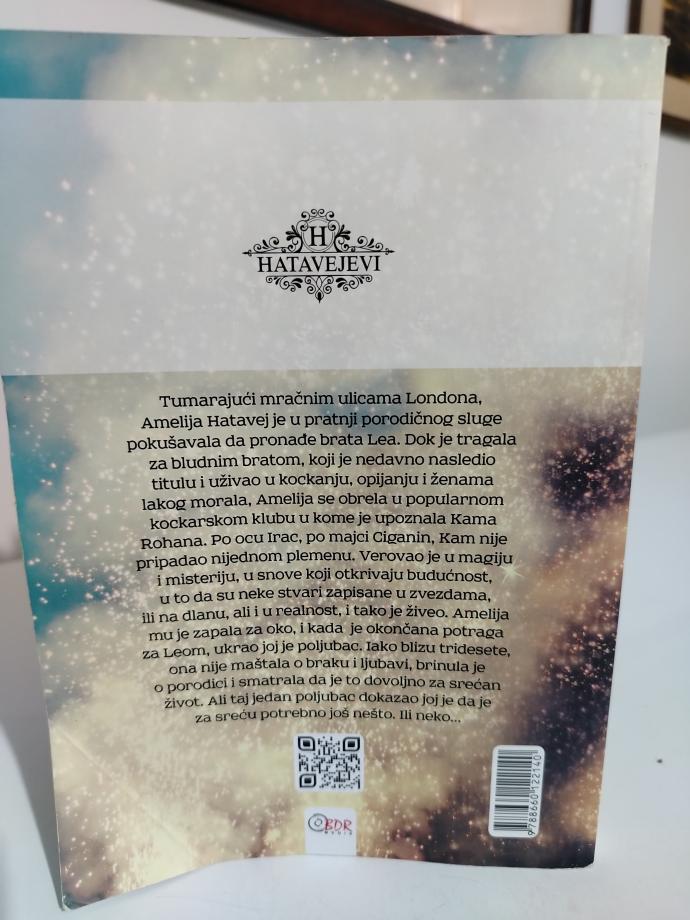 H
HATAVEJEVI
Tumarajući mračnim ulicama Londona,
Amelija Hatavej je u pratnji porodičnog sluge
pokušavala da pronađe brata Lea. Dok je tragala
za bludnim bratom, koji je nedavno nasledio
titulu i uživao u kockanju, opijanju i ženama
lakog morala, Amelija se obrela u popularnom
kockarskom klubu u kome je upoznala Kama
Rohana. Po ocu Irac, po majci Ciganin, Kam nije
pripadao nijednom plemenu. Verovao je u magiju
i misteriju, u snove koji otkrivaju budućnost,
u to da su neke stvari zapisane u zvezdama,
ili na dlanu, ali i u realnost, i tako je živeo. Amelija
mu je zapala za oko, i kada je okončana potraga
za Leom, ukrao joj je poljubac. Iako blizu tridesete,
ona nije maštala o braku i ljubavi, brinula je
o porodici i smatrala da je to dovoljno za srećan
život. Ali taj jedan poljubac dokazao joj je da je
za sreću potrebno još nešto. Ili neko...
BDR
MEDIA
9788660122140